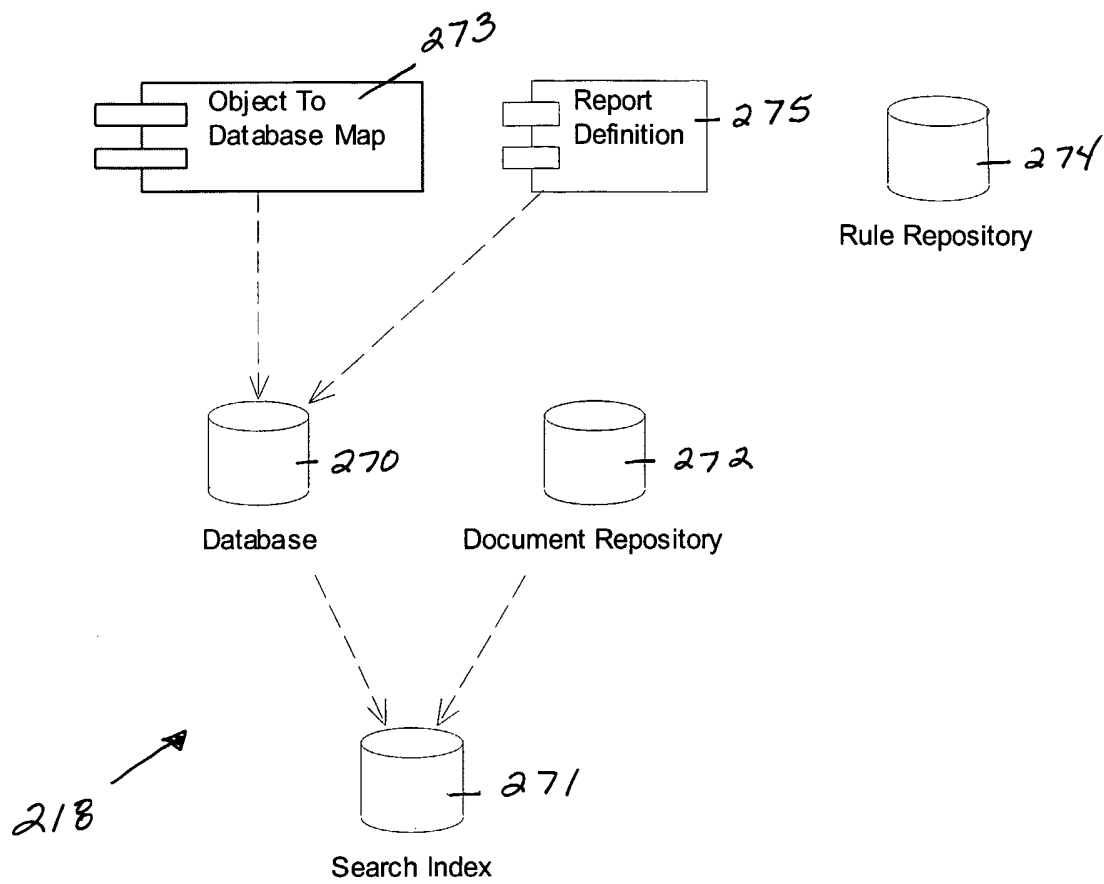 273
Object To
Database Map
Report
Definition
275
274
Rule Repository
270
272
Database
Document Repository
271
218
Search Index